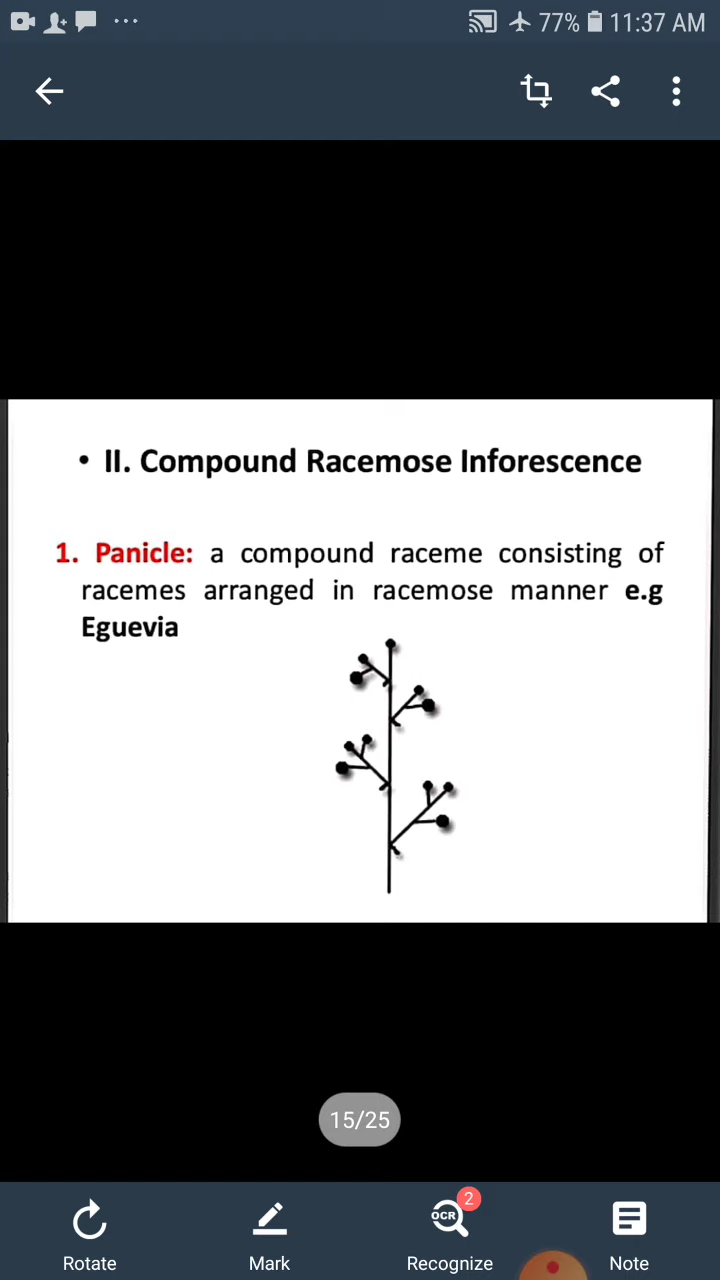 77% 11:37 AM
• II. Compound Racemose Inforescence
1. Panicle: a compound raceme consisting of
racemes arranged in racemose manner e.g
Eguevia
15/25
2
OCR
Rotate Mark Recognize Note